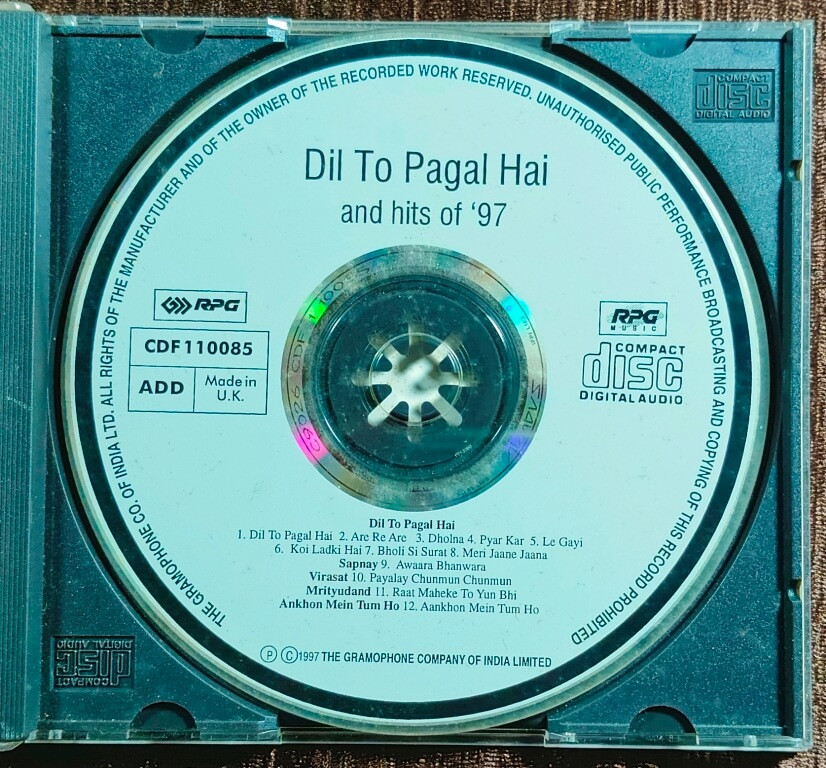 COMPACT
disc
DIGITAL AUDIO
THE GRAMOPHONE CO. OF INDIA LTD. ALL RIGHTS OF THE MANUFACTURER AND OF THE OWNER OF THE RECORDED WORK RESERVED. UNAUTHORISED PUBLIC PERFORMANCE BROADCASTING AND COPYING OF THIS RECORD PROHIBITED
Dil To Pagal Hai
and hits of ‘97
RPG
CDF 110085
ADD
Made in
U.K.
RPG
MUSIC
COMPACT
disc
DIGITAL AUDIO
Dil To Pagal Hai
1. Dil To Pagal Hai 2. Are Re Are 3. Dholna 4. Pyar Kar 5. Le Gayi
6. Koi Ladki Hai 7. Bholi Si Surat 8. Meri Jaane Jaana
Sapnay 9. Awaara Bhanwara
Virasat 10. Payalay Chunmun Chunmun
Mrityudand 11. Raat Maheke To Yun Bhi
Ankhon Mein Tum Ho 12. Aankhon Mein Tum Ho
Ⓟ Ⓒ1997 THE GRAMOPHONE COMPANY OF INDIA LIMITED
COMPACT
disc
DIGITAL AUDIO